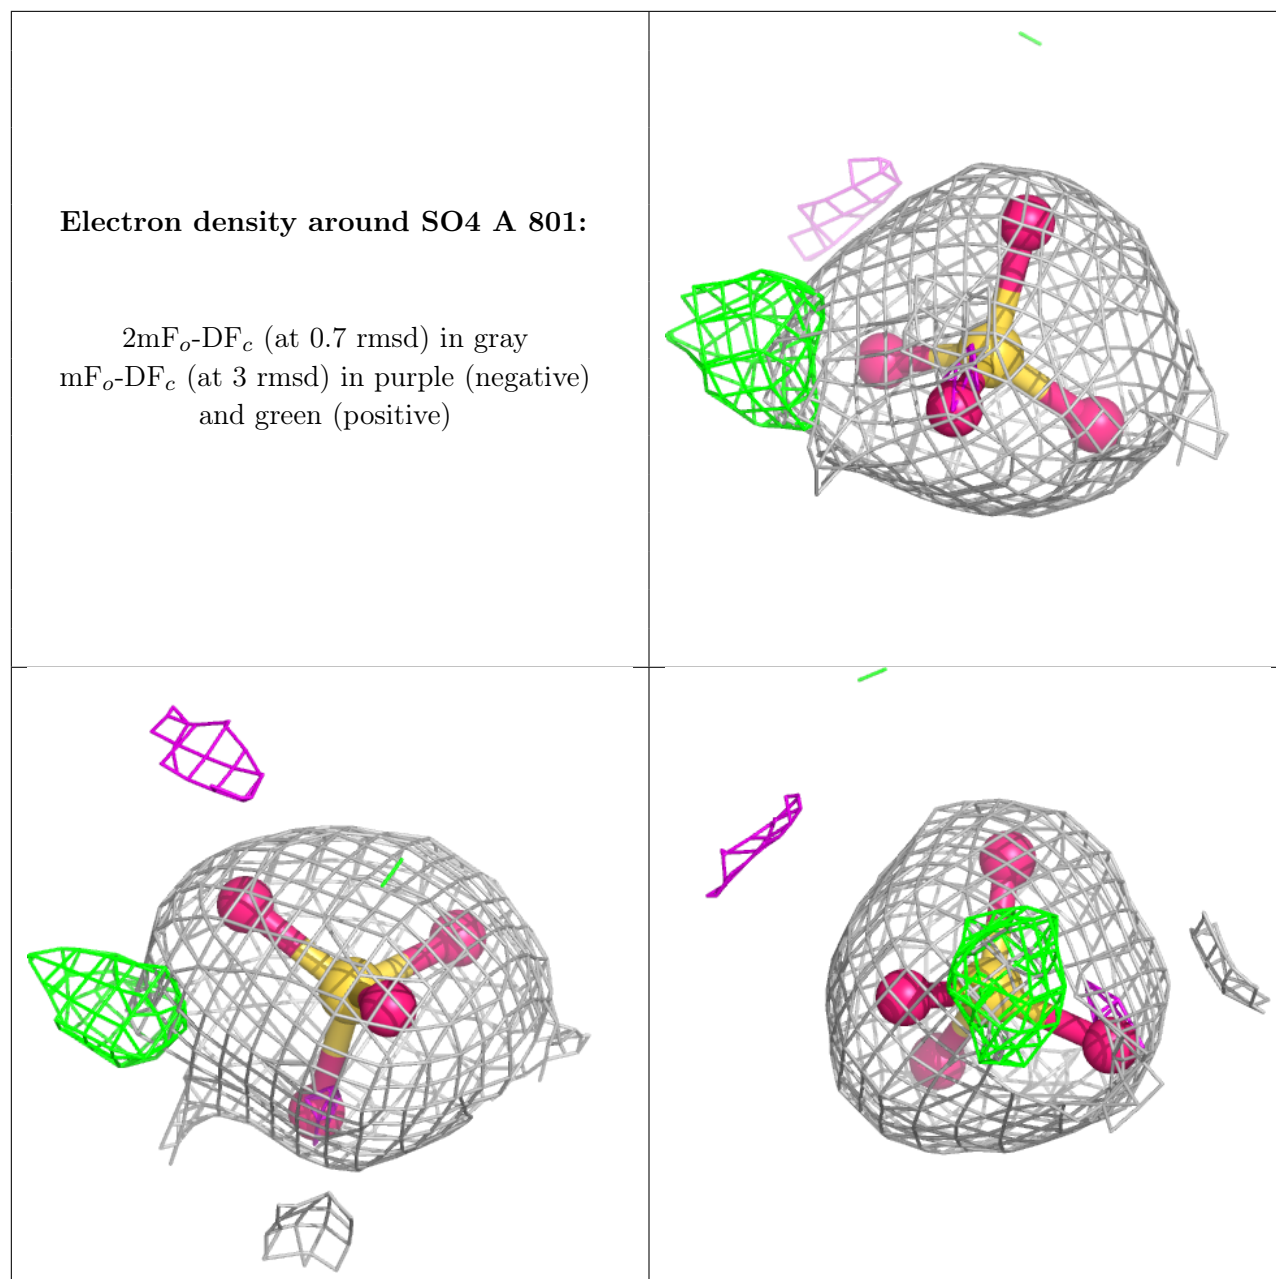 Electron density around SO4 A 801:
2mFo-DFc (at 0.7 rmsd) in gray
mFo-DFc (at 3 rmsd) in purple (negative)
and green (positive)